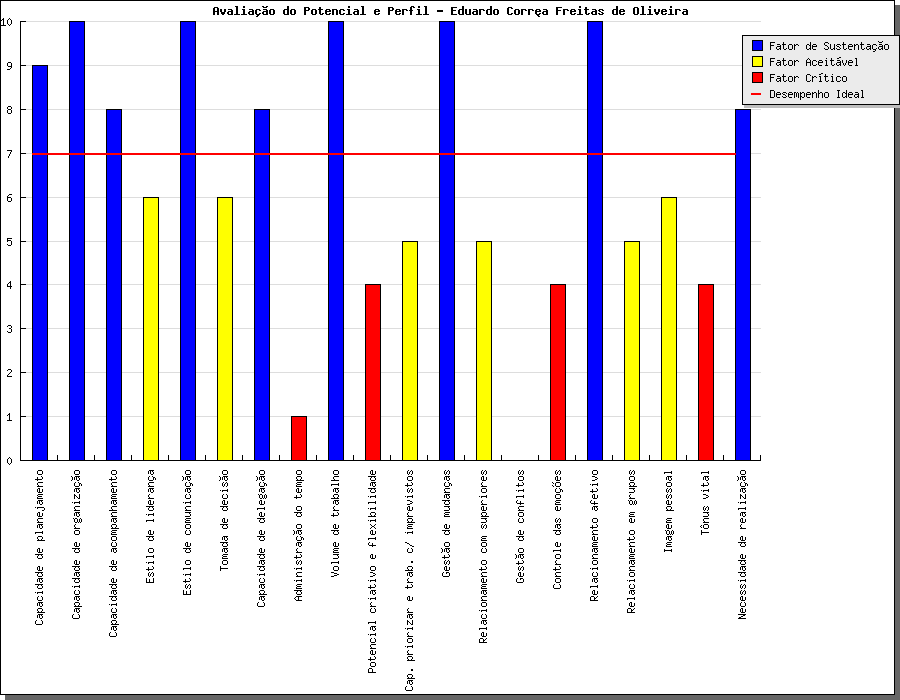 Avaliação do Potencial e Perfil - Eduardo Corręa Freitas de Oliveira
10
9
8
7
6
5
4
3
2
1
0
Fator de Sustentação
Fator Aceitável
Fator Crítico
Desempenho Ideal
Capacidade de planejamento
Capacidade de organização
Capacidade de acompanhamento
Estilo de liderança
Estilo de comunicação
Tomada de decisão
Capacidade de delegação
Administração do tempo
Volume de trabalho
Potencial criativo e flexibilidade
Cap. priorizar e trab. c/ imprevistos
Gestão de mudanças
Relacionamento com superiores
Gestão de conflitos
Controle das emoções
Relacionamento afetivo
Relacionamento em grupos
Imagem pessoal
Tônus vital
Necessidade de realização